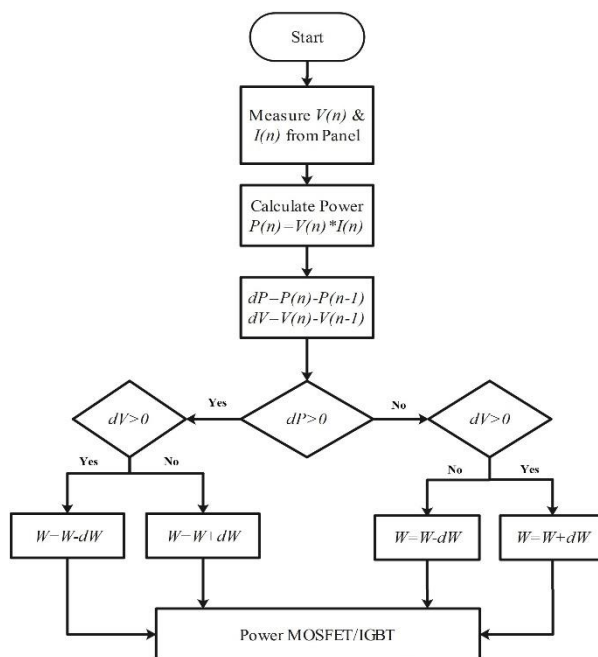 Start
Measure V(n) &
I(n) from Panel
Calculate Power
P(n)=V(n)*I(n)
dP=P(n)-P(n-1)
dV=V(n)-V(n-1)
dV>0
Yes
dP>0
No
dV>0
Yes
No
No
Yes
W=W-dW
W=W+dW
W=W-dW
W=W+dW
Power MOSFET/IGBT